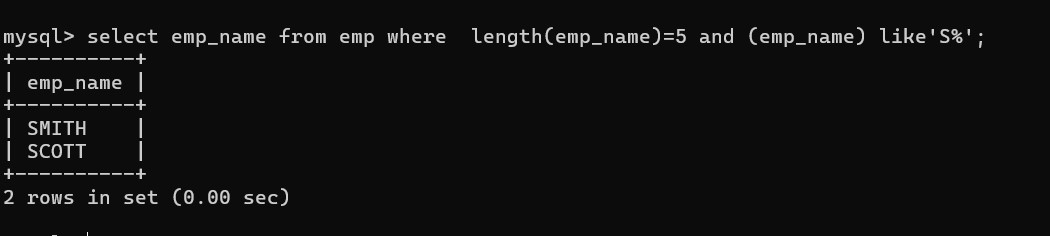 mysql> select emp_name from emp where  length(emp_name)=5 and (emp_name) like'S%';
+----------+
| emp_name |
+----------+
| SMITH    |
| SCOTT    |
+----------+
2 rows in set (0.00 sec)